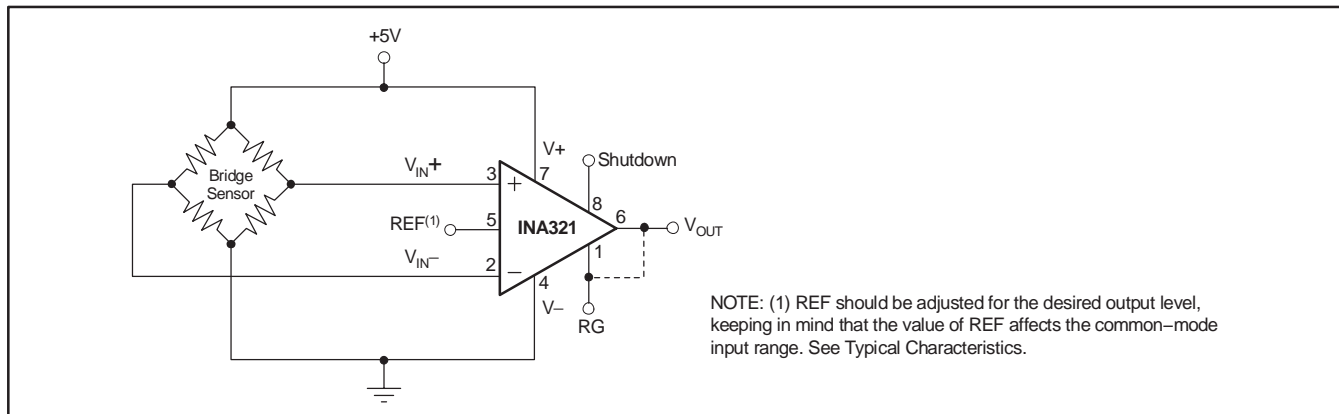 +5V
V+
Shutdown
VIN+
3
7
Bridge
Sensor
8
REF(1)
5
INA321
6
VOUT
1
VIN−
2
4
V−
RG
NOTE: (1) REF should be adjusted for the desired output level,
keeping in mind that the value of REF affects the common−mode
input range. See Typical Characteristics.